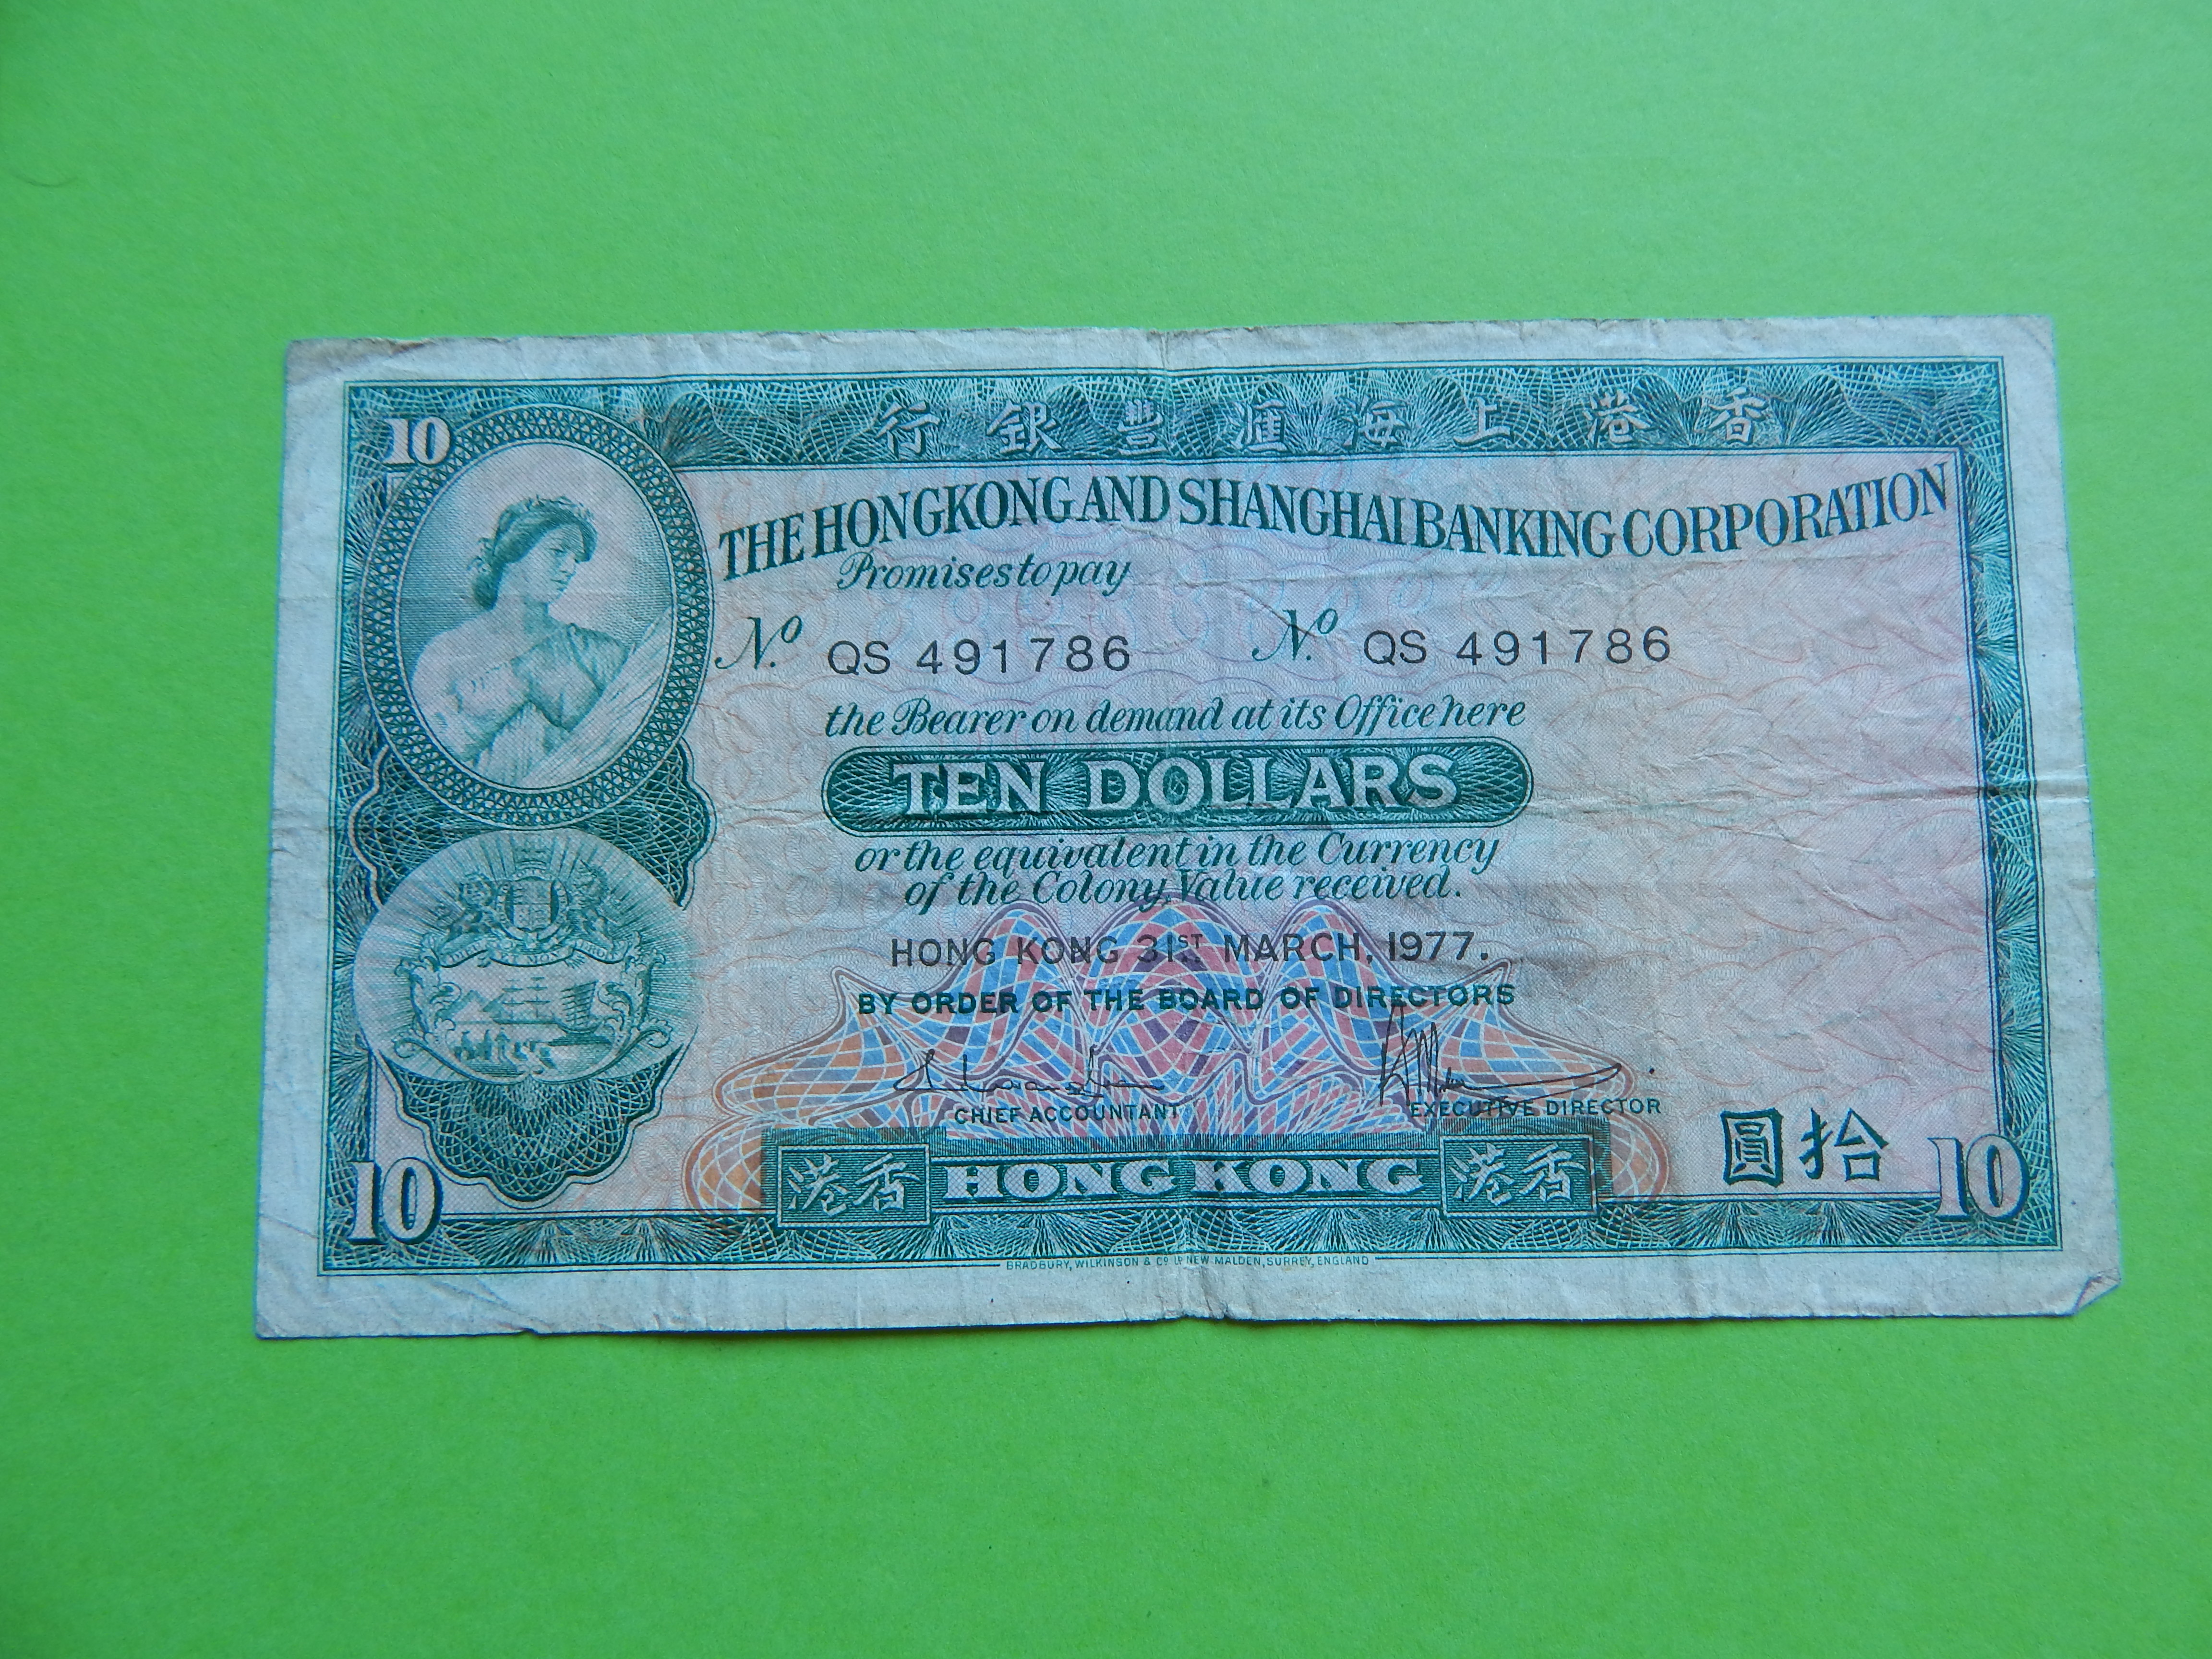 行銀豐滙海上港香
10
THE HONGKONG AND SHANGHAI BANKING CORPORATION
Promises to pay
No. QS 491786 No. QS 491786
the Bearer on demand at its Office here
TEN DOLLARS
or the equivalent in the Currency
of the Colony, Value received.
HONG KONG 31ST MARCH, 1977.
BY ORDER OF THE BOARD OF DIRECTORS
CHIEF ACCOUNTANT EXECUTIVE DIRECTOR
圓拾
10 港香 HONG KONG 港香 10
BRADBURY, WILKINSON & Co. Ld. NEW MALDEN, SURREY, ENGLAND